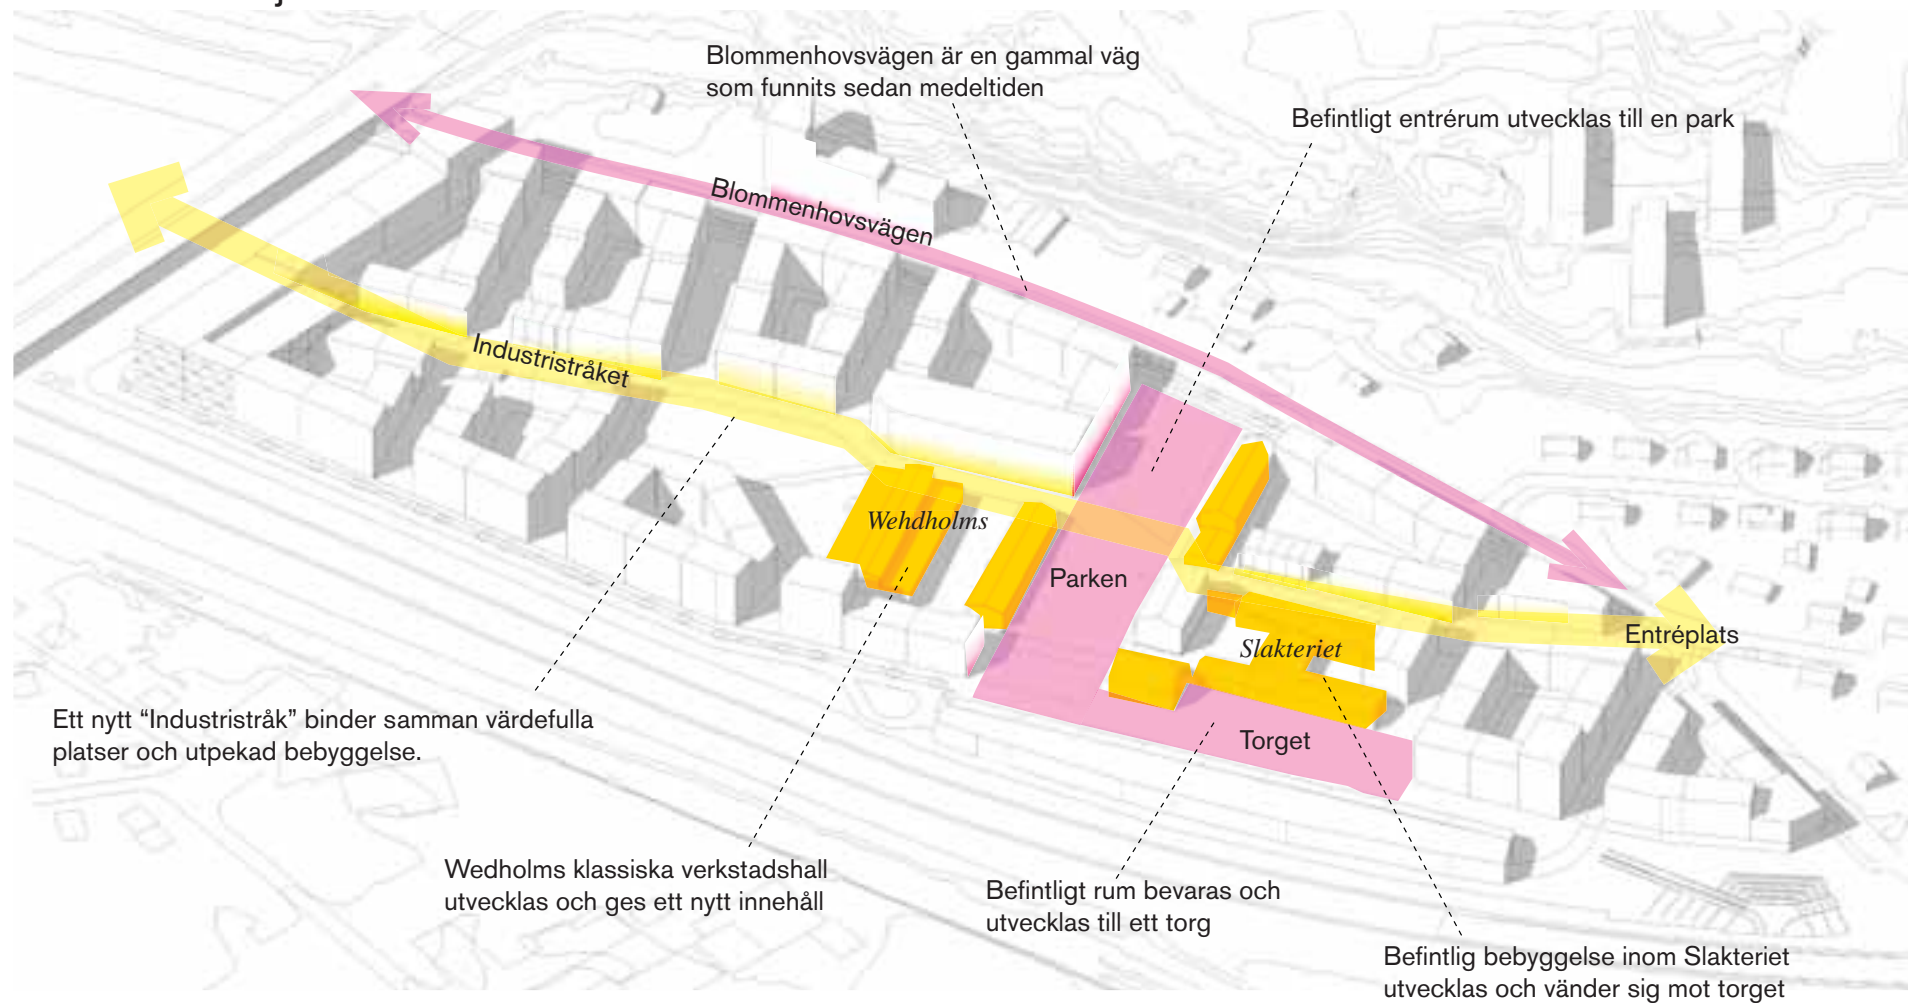 Blommenhovsvägen är en gammal väg
som funnits sedan medeltiden
Befintligt entrérum utvecklas till en park
Blommenhovsvägen
Industristråket
Wehdholms
Parken
Slakteriet
Entréplats
Torget
Ett nytt “Industristråk” binder samman värdefulla
platser och utpekad bebyggelse.
Wedholms klassiska verkstadshall
utvecklas och ges ett nytt innehåll
Befintligt rum bevaras och
utvecklas till ett torg
Befintlig bebyggelse inom Slakteriet
utvecklas och vänder sig mot torget